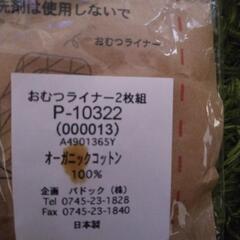 洗剤は使用しないで
おむつライナー
おむつライナー2枚組
P-10322
(000013)
A4901365Y
オーガニックコットン
100%
企画 パドック(株)
Tel 0745-23-1828
Fax 0745-23-1840
日本製